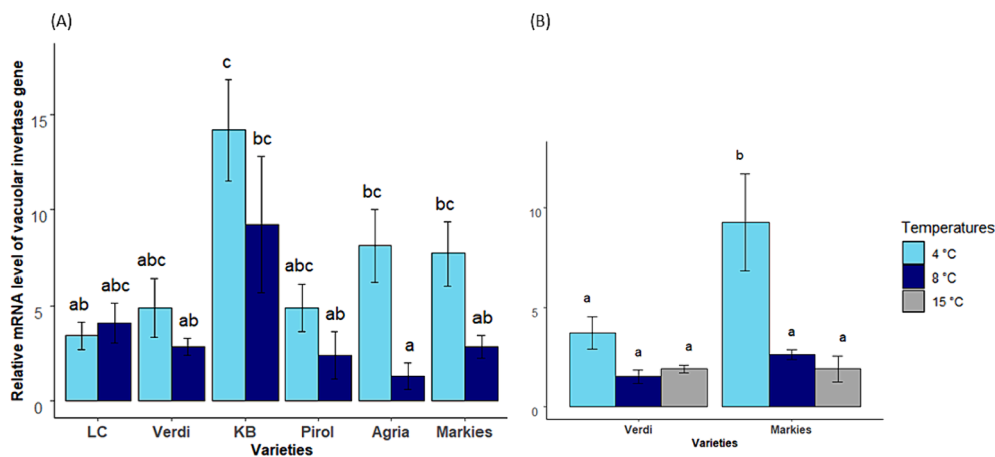 (A)
Relative mRNA level of vacuolar invertase gene
15
10
5
0
ab
abc
abc
ab
c
bc
abc
ab
bc
a
bc
ab
LC Verdi KB Pirol Agria Markies
Varieties
(B)
10
5
0
a
a
a
b
a
a
Verdi Markies
Varieties
Temperatures
4 °C
8 °C
15 °C